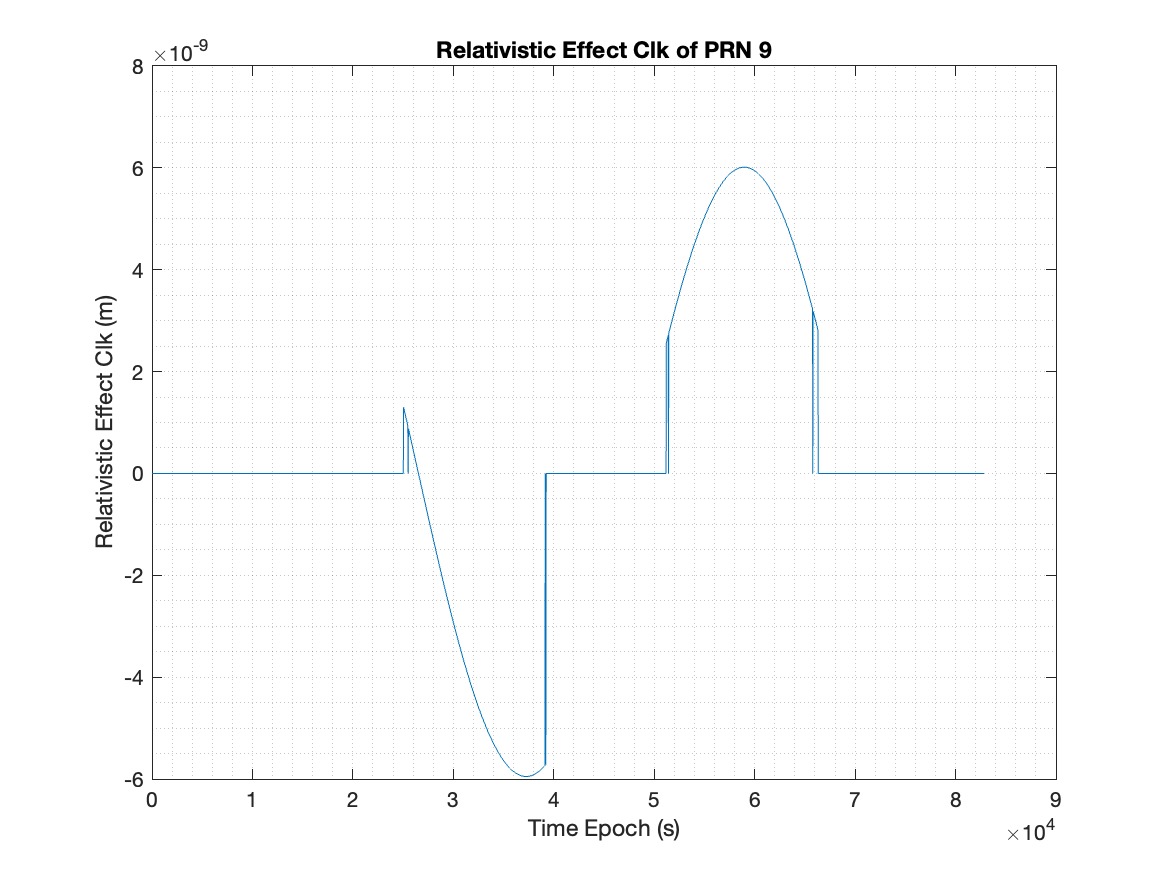 Relativistic Effect Clk of PRN 9
×10-9
8
6
4
2
0
-2
-4
-6
Relativistic Effect Clk (m)
0 1 2 3 4 5 6 7 8 9
Time Epoch (s)
×104